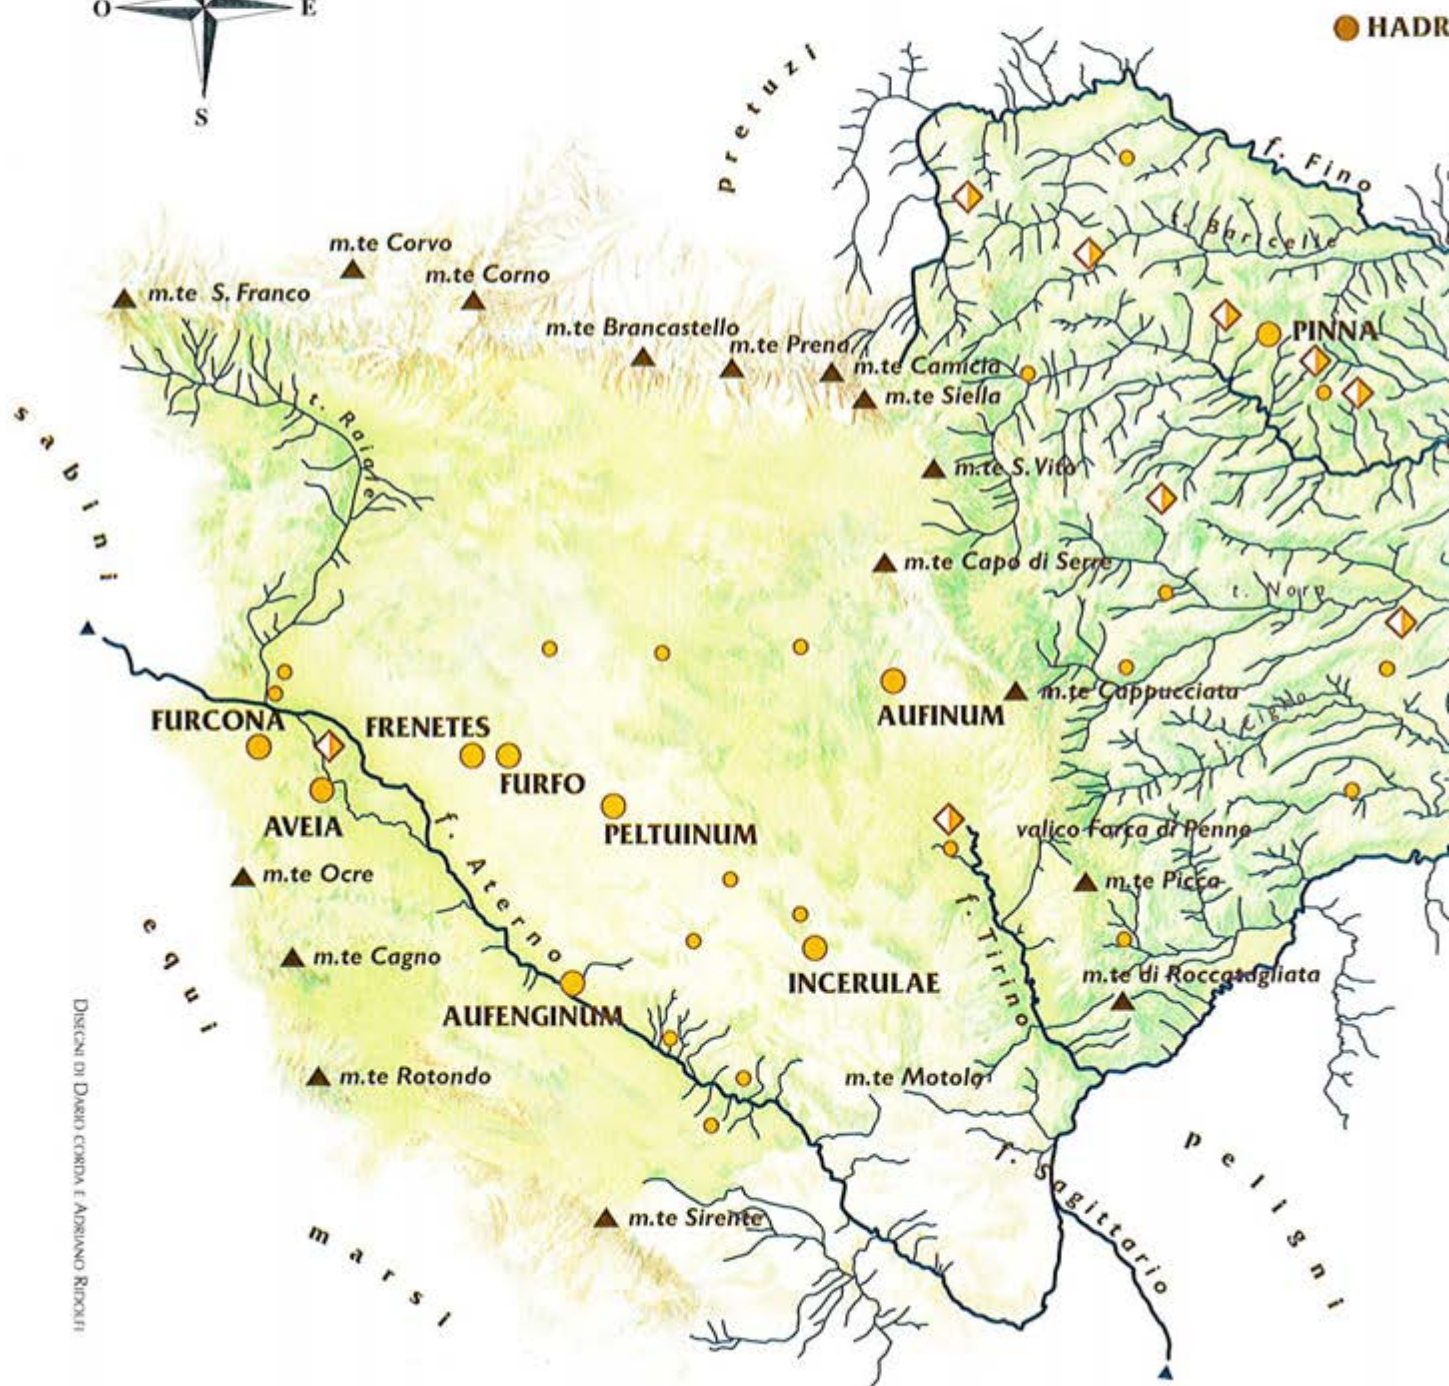 O E
HADR
S
pretuzi
f. Fino
t. Baricelle
m.te Corvo
m.te Corno
m.te S. Franco
m.te Brancastello
PINNA
m.te Prena
m.te Camicia
m.te Siella
t. Raiale
sabini
m.te S. Vito
m.te Capo di Serre
t. Nora
m.te Cappucciata
FURCONA
FRENETES
AUFINUM
t. Cigno
FURFO
AVEIA
PELTUINUM
valico Forca di Penne
f. Aterno
m.te Ocre
m.te Picca
f. Tirino
equi
m.te Cagno
INCERULAE
m.te di Roccatagliata
AUFENGINUM
m.te Rotondo
m.te Motola
peligni
f. Sagittario
m.te Sirente
marsi
DISEGNI DI DARIO CORDA E ADRIANO RIDOLFI